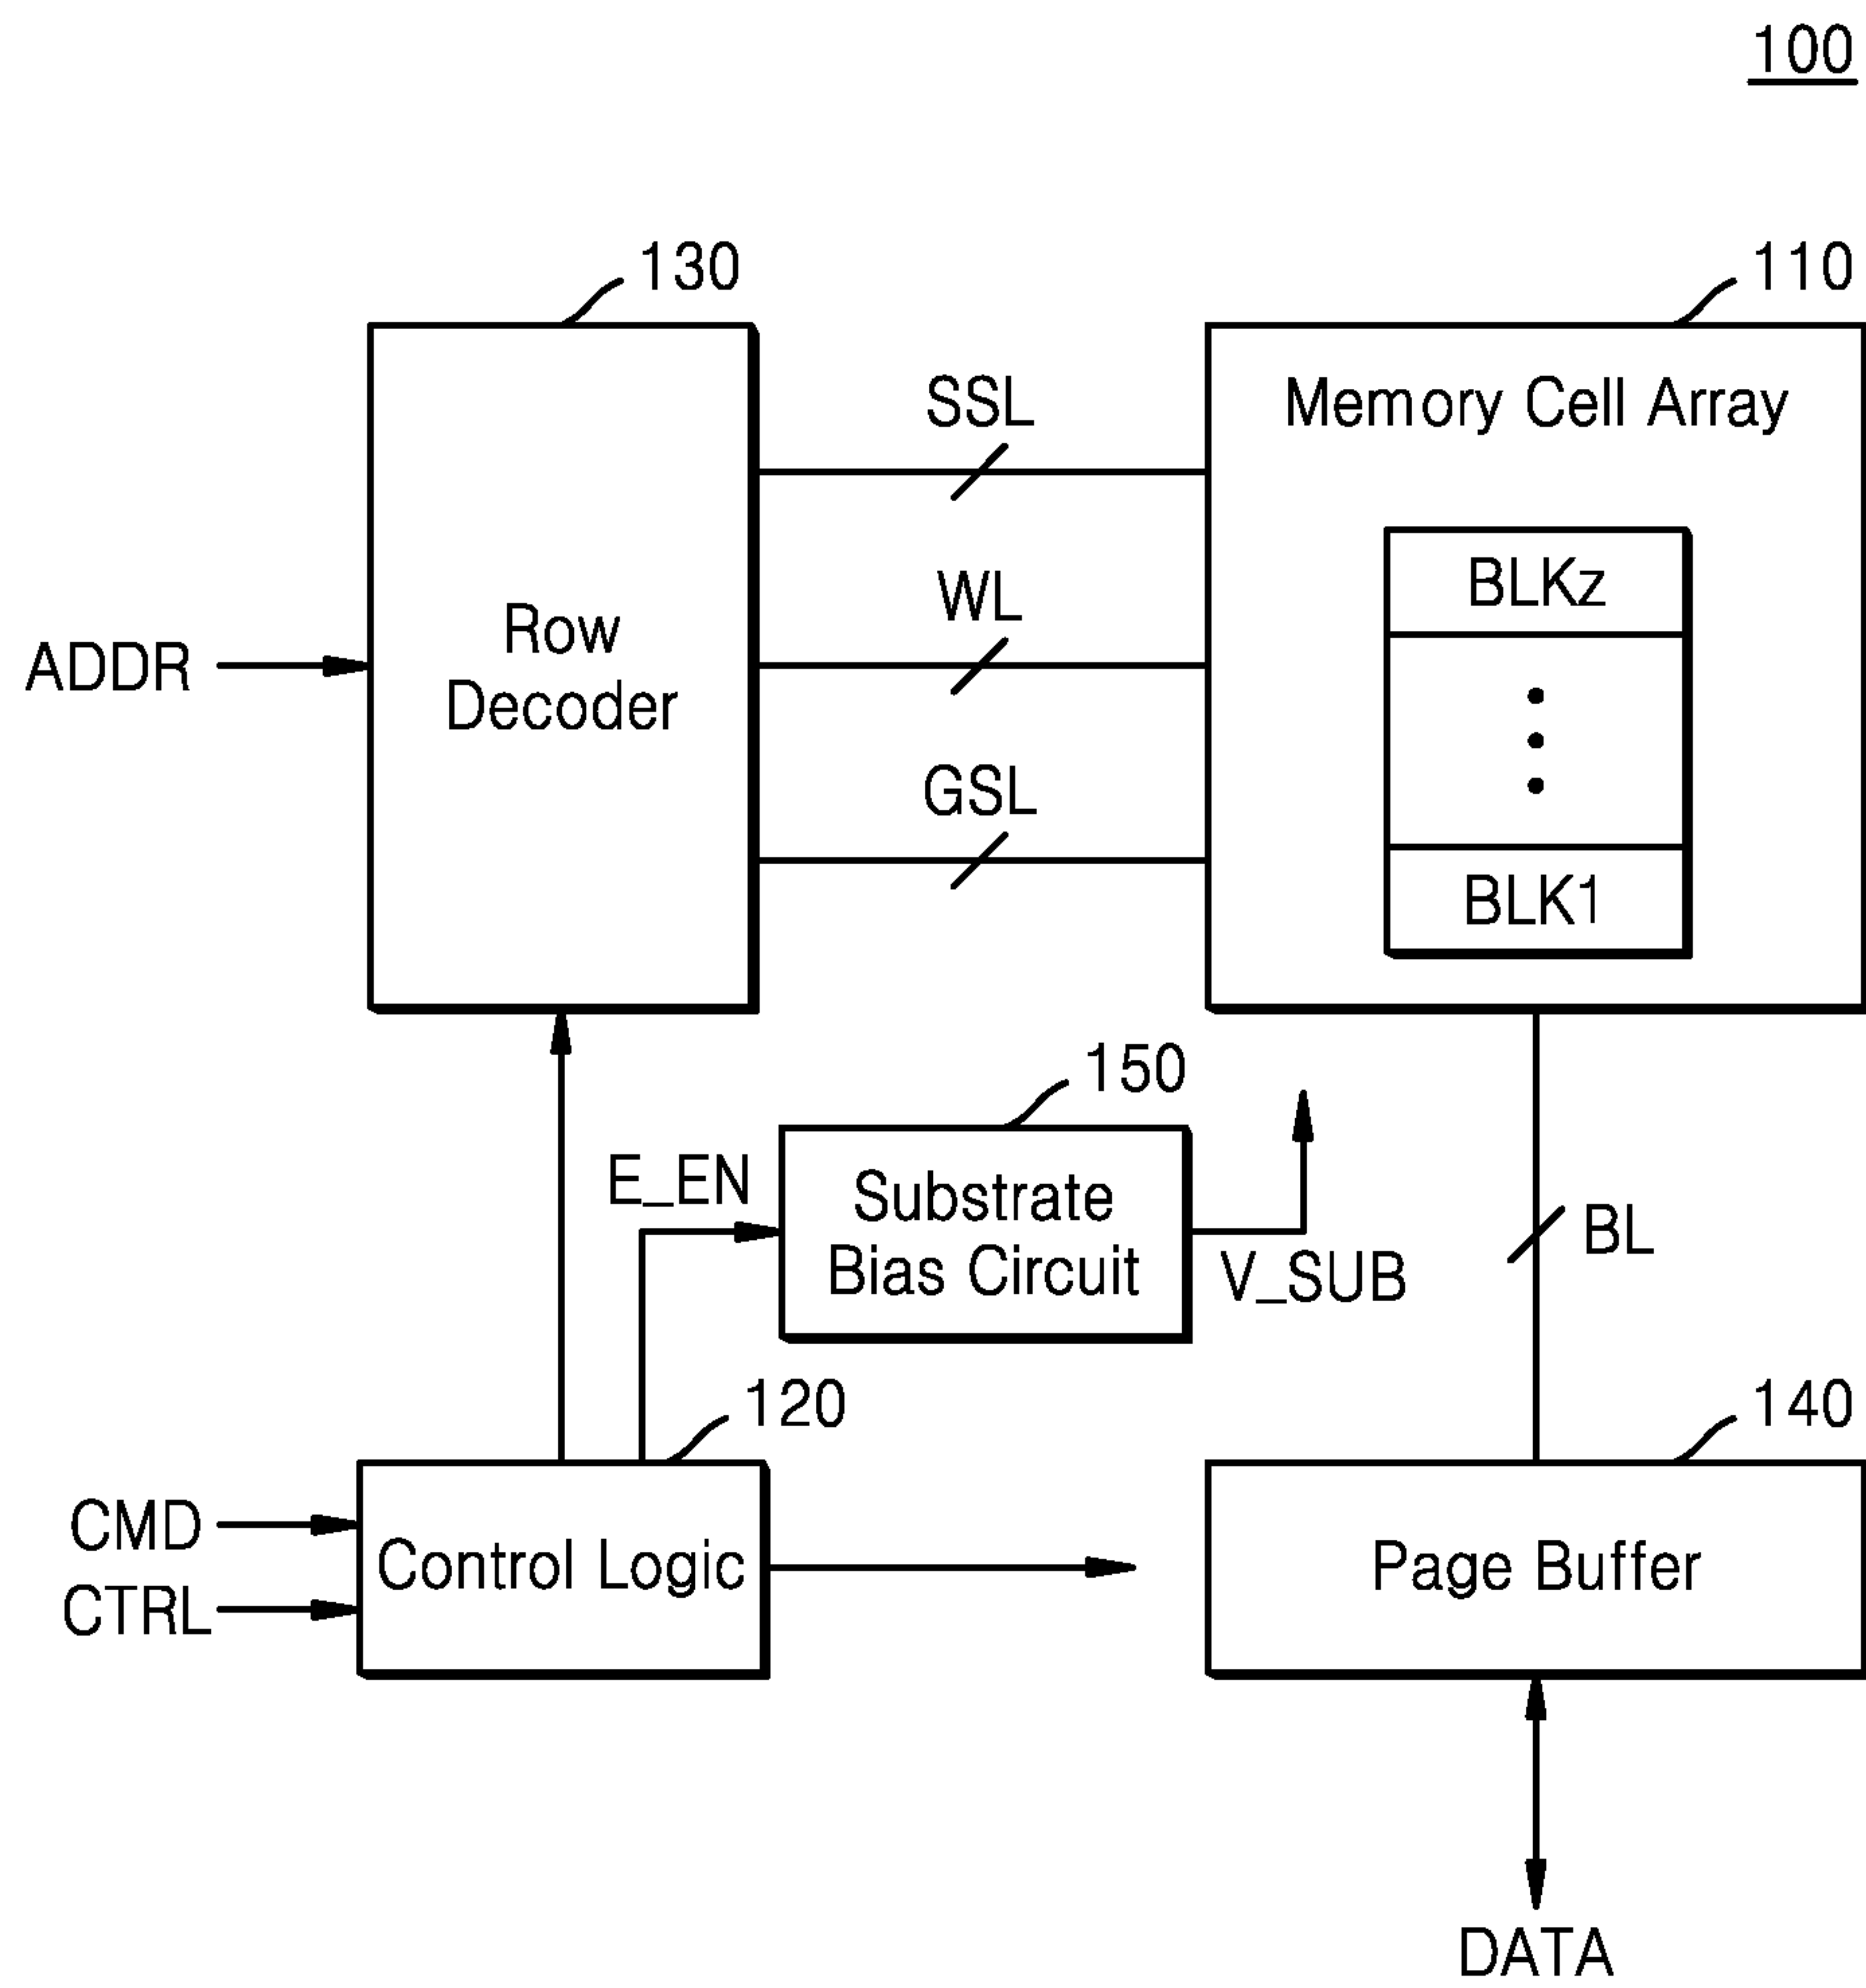 100
130
110
SSL
Memory Cell Array
WL
BLKz
ADDR
Row
Decoder
GSL
BLK1
150
E_EN
Substrate
Bias Circuit
V_SUB
BL
120
140
CMD
CTRL
Control Logic
Page Buffer
DATA